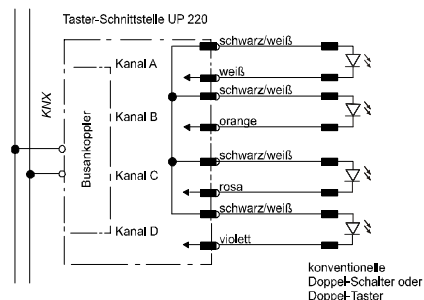 Taster-Schnittstelle UP 220
schwarz/weiß
Kanal A
weiß
schwarz/weiß
KNX
Busankoppler
Kanal B
orange
schwarz/weiß
Kanal C
rosa
schwarz/weiß
Kanal D
violett
konventionelle
Doppel-Schalter oder
Doppel-Taster